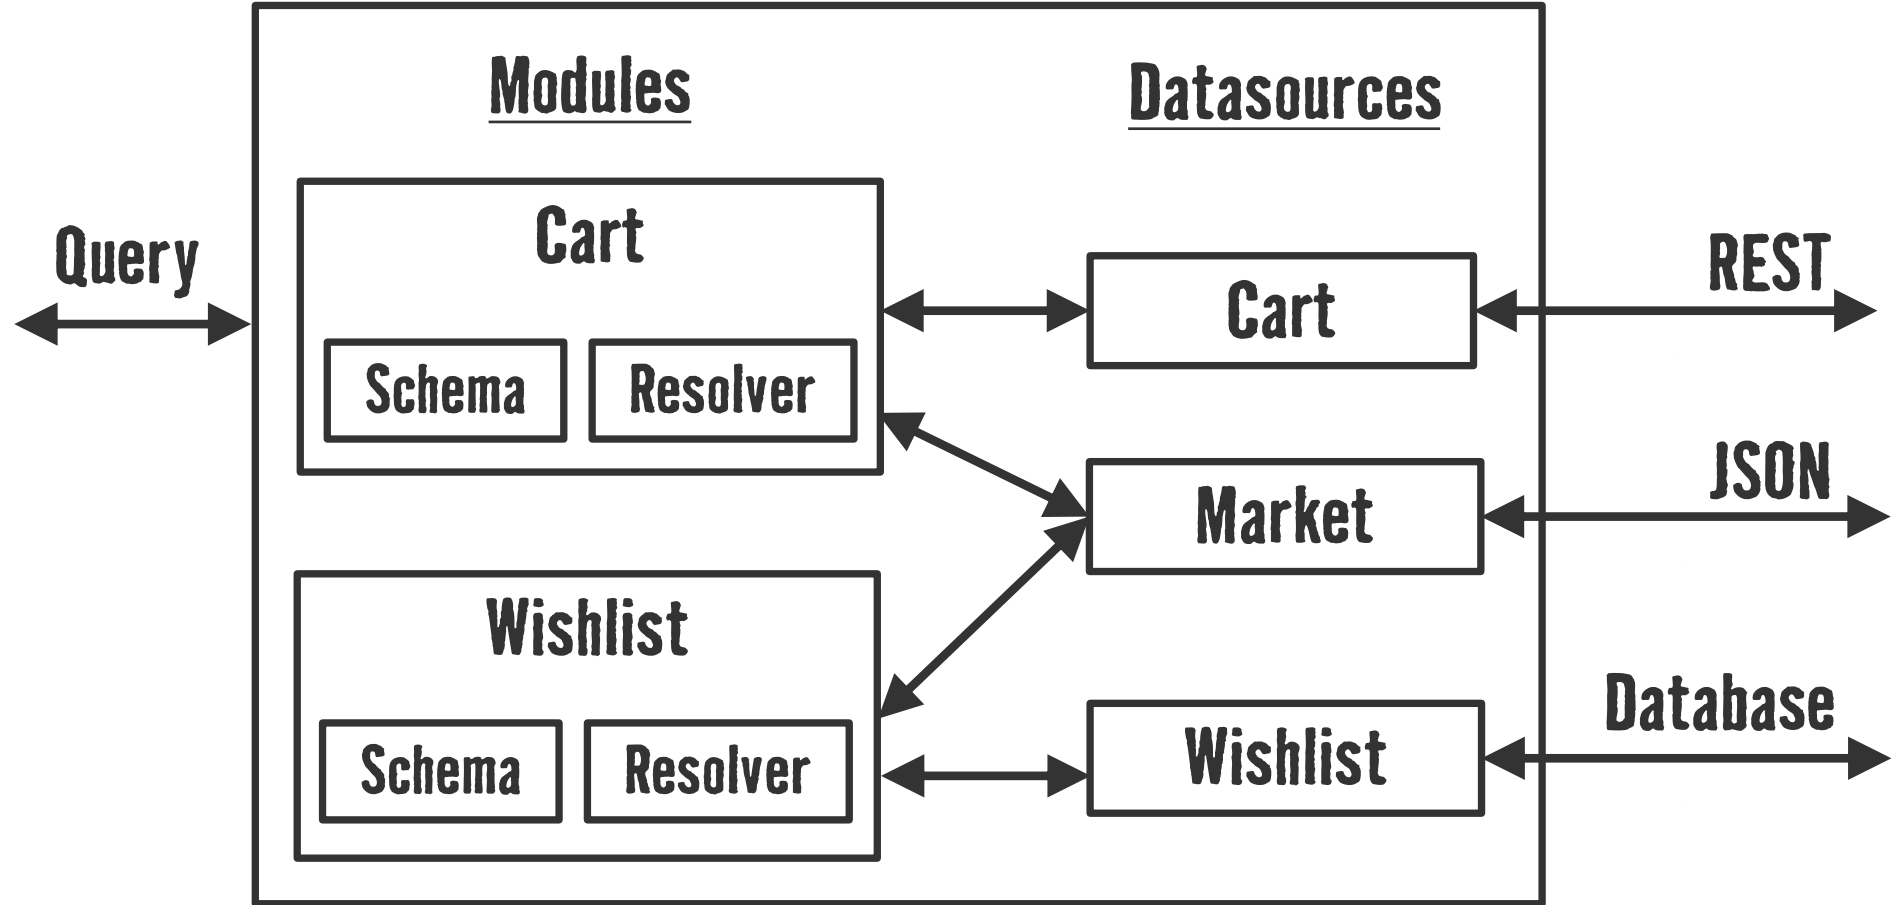 Modules
Datasources
Query
Cart
Schema
Resolver
Wishlist
Schema
Resolver
Cart
Market
Wishlist
REST
JSON
Database